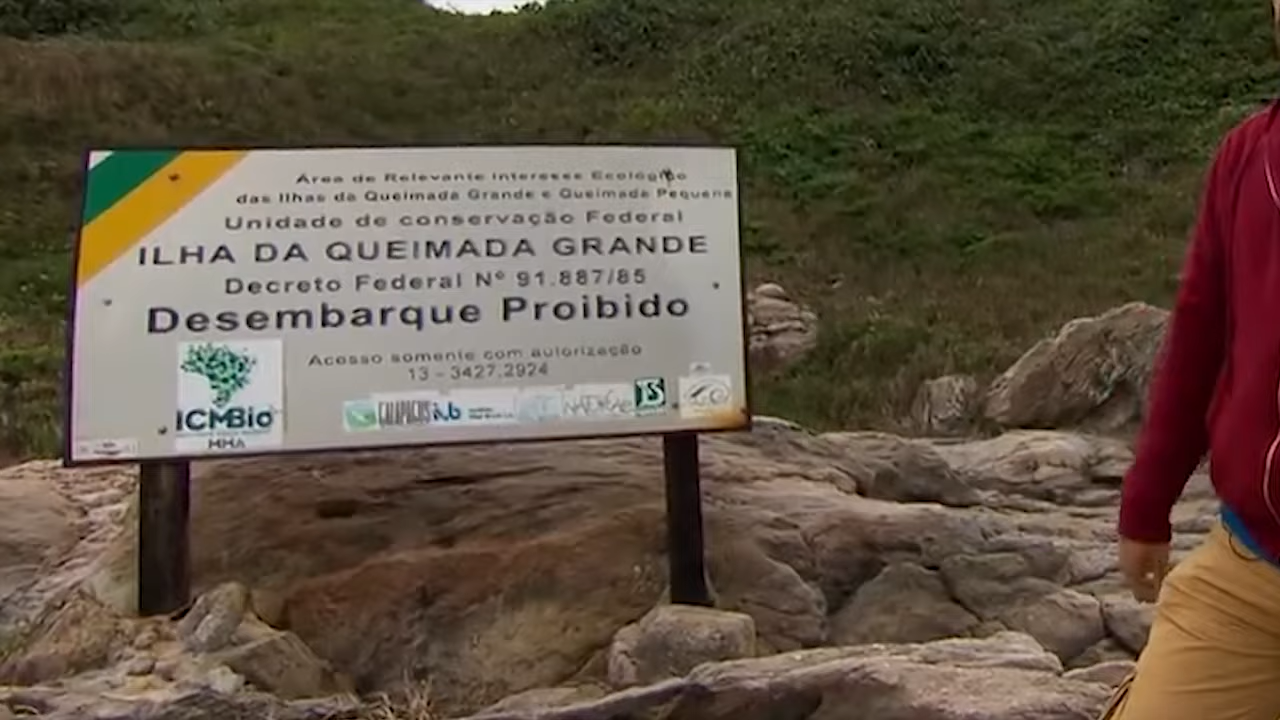 Área de Relevante Interesse Ecológico
das Ilhas da Queimada Grande e Queimada Pequena
Unidade de conservação Federal
ILHA DA QUEIMADA GRANDE
Decreto Federal Nº 91.887/85
Desembarque Proibido
Acesso somente com autorização
13 - 3427.2924
ICMBio
MMA